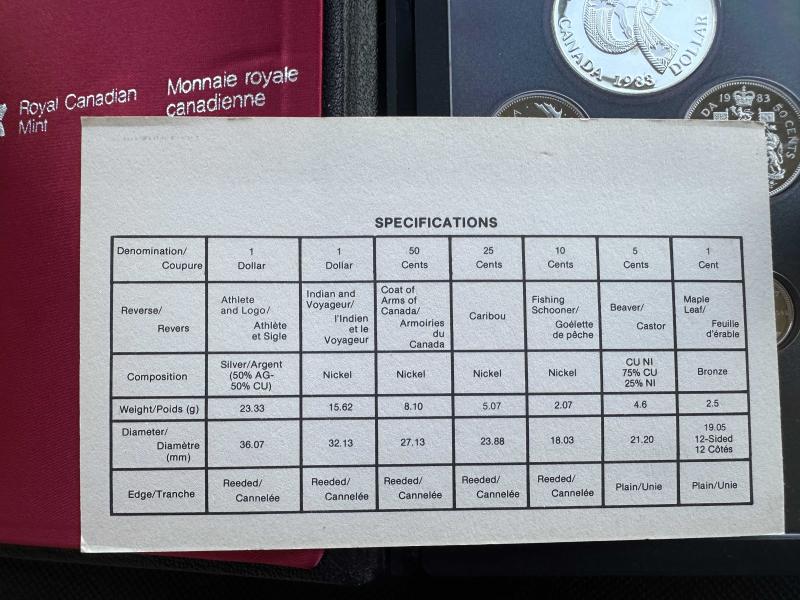 Royal Canadian
Mint
Monnaie royale
canadienne
CANADA 1983 DOLLAR
DA 1983 50 CENTS
SPECIFICATIONS
Denomination/
Coupure
1
Dollar
1
Dollar
50
Cents
25
Cents
10
Cents
5
Cents
1
Cent
Reverse/
Revers
Athlete
and Logo/
Athlète
et Sigle
Indian and
Voyageur/
l'Indien
et le
Voyageur
Coat of
Arms of
Canada/
Armoiries
du
Canada
Caribou
Fishing
Schooner/
Goélette
de pêche
Beaver/
Castor
Maple
Leaf/
Feuille
d'érable
Composition
Silver/Argent
(50% AG-
50% CU)
Nickel
Nickel
Nickel
Nickel
CU NI
75% CU
25% NI
Bronze
Weight/Poids (g)
23.33
15.62
8.10
5.07
2.07
4.6
2.5
Diameter/
Diamètre
(mm)
36.07
32.13
27.13
23.88
18.03
21.20
19.05
12-Sided
12 Côtés
Edge/Tranche
Reeded/
Cannelée
Reeded/
Cannelée
Reeded/
Cannelée
Reeded/
Cannelée
Reeded/
Cannelée
Plain/Unie
Plain/Unie